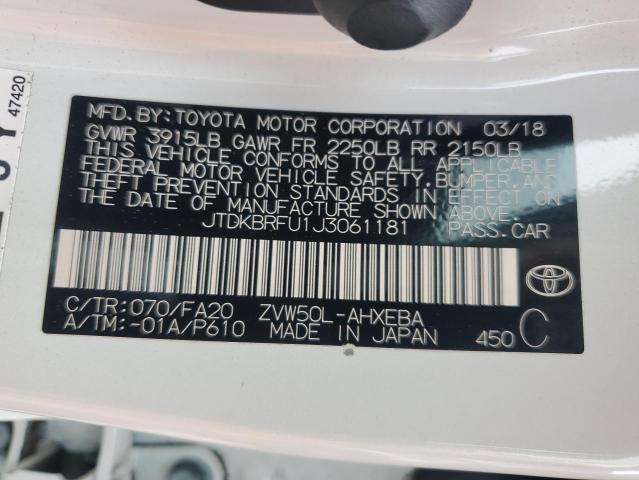 MFD.BY:TOYOTA MOTOR CORPORATION 03/18
GVWR 3915LB GAWR FR 2250LB RR 2150LB
THIS VEHICLE CONFORMS TO ALL APPLICABLE
FEDERAL MOTOR VEHICLE SAFETY,BUMPER,AND
THEFT PREVENTION STANDARDS IN EFFECT ON
THE DATE OF MANUFACTURE SHOWN ABOVE.
JTDKBRFU1J3061181 PASS.CAR
C/TR:070/FA20 ZVW50L-AHXEBA
A/TM:-01A/P610 MADE IN JAPAN 450 C
47420